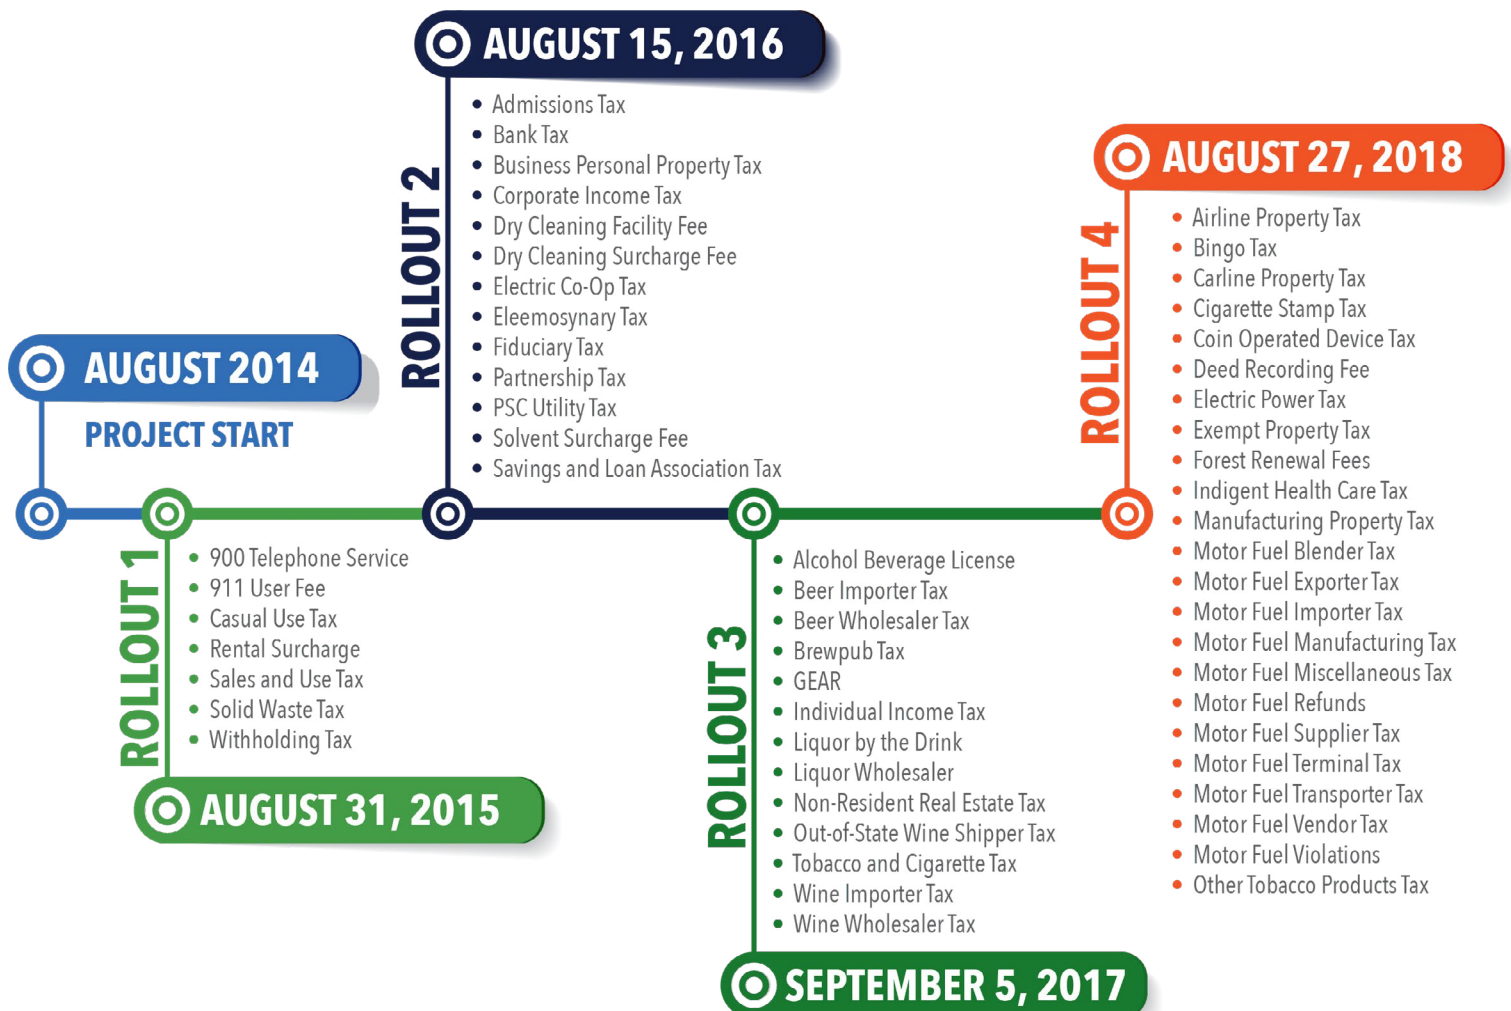 AUGUST 2014
PROJECT START
ROLLOUT 1
• 900 Telephone Service
• 911 User Fee
• Casual Use Tax
• Rental Surcharge
• Sales and Use Tax
• Solid Waste Tax
• Withholding Tax
AUGUST 31, 2015
AUGUST 15, 2016
ROLLOUT 2
• Admissions Tax
• Bank Tax
• Business Personal Property Tax
• Corporate Income Tax
• Dry Cleaning Facility Fee
• Dry Cleaning Surcharge Fee
• Electric Co-Op Tax
• Eleemosynary Tax
• Fiduciary Tax
• Partnership Tax
• PSC Utility Tax
• Solvent Surcharge Fee
• Savings and Loan Association Tax
ROLLOUT 3
• Alcohol Beverage License
• Beer Importer Tax
• Beer Wholesaler Tax
• Brewpub Tax
• GEAR
• Individual Income Tax
• Liquor by the Drink
• Liquor Wholesaler
• Non-Resident Real Estate Tax
• Out-of-State Wine Shipper Tax
• Tobacco and Cigarette Tax
• Wine Importer Tax
• Wine Wholesaler Tax
SEPTEMBER 5, 2017
AUGUST 27, 2018
ROLLOUT 4
• Airline Property Tax
• Bingo Tax
• Carline Property Tax
• Cigarette Stamp Tax
• Coin Operated Device Tax
• Deed Recording Fee
• Electric Power Tax
• Exempt Property Tax
• Forest Renewal Fees
• Indigent Health Care Tax
• Manufacturing Property Tax
• Motor Fuel Blender Tax
• Motor Fuel Exporter Tax
• Motor Fuel Importer Tax
• Motor Fuel Manufacturing Tax
• Motor Fuel Miscellaneous Tax
• Motor Fuel Refunds
• Motor Fuel Supplier Tax
• Motor Fuel Terminal Tax
• Motor Fuel Transporter Tax
• Motor Fuel Vendor Tax
• Motor Fuel Violations
• Other Tobacco Products Tax